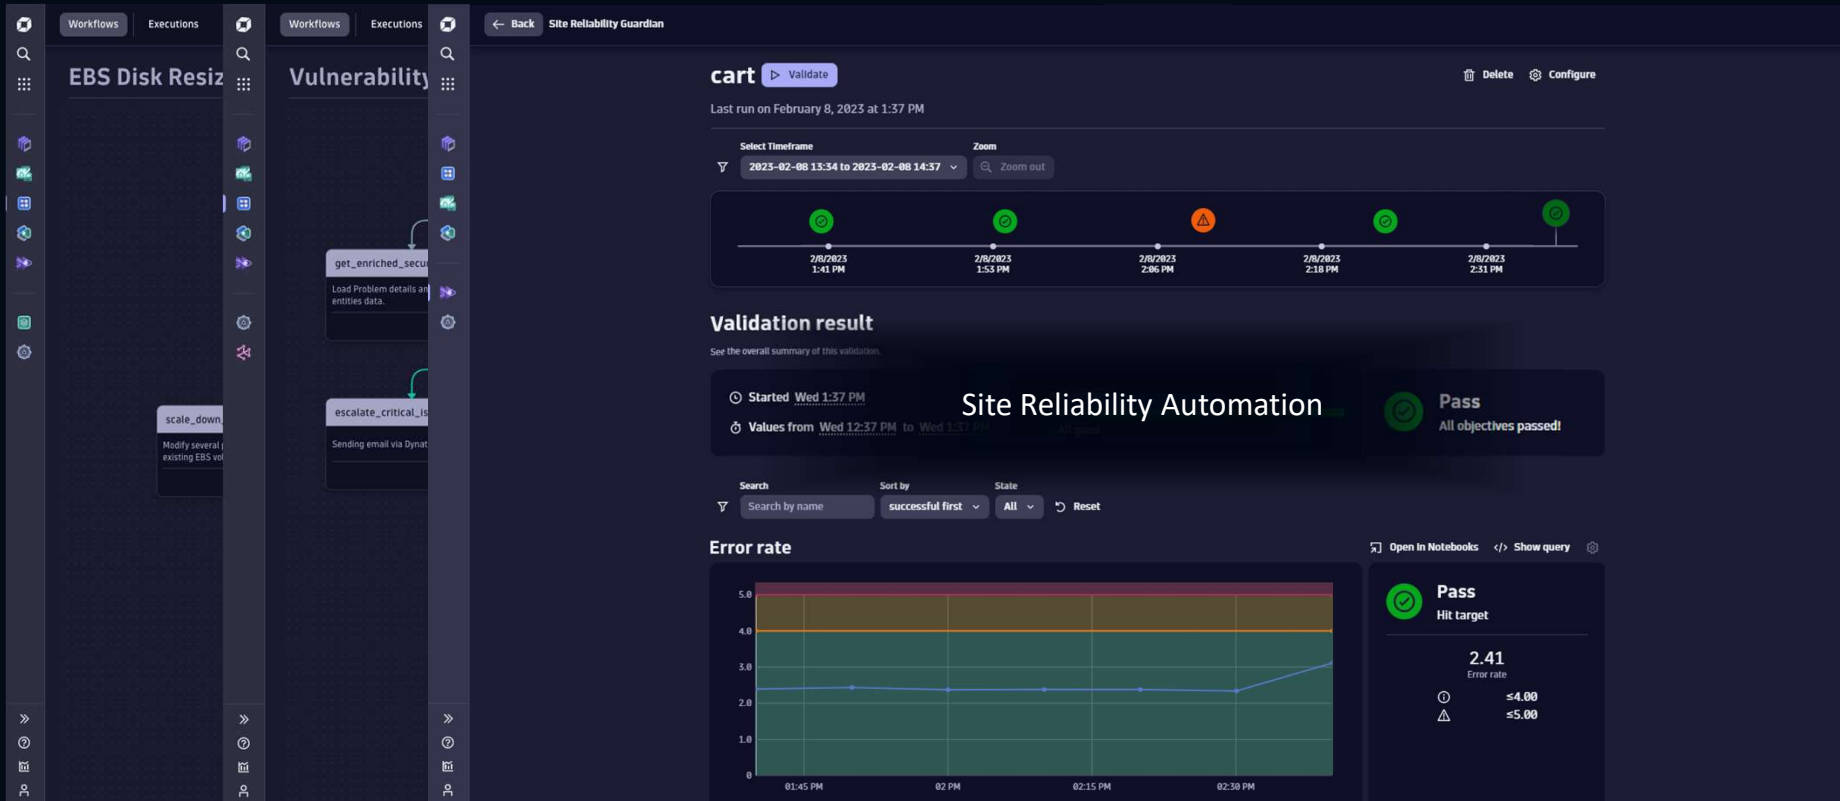 Workflows
Executions
EBS Disk Resiz
scale_down_
Modify several
existing EBS vol
Workflows
Executions
Vulnerability
get_enriched_secu
Load Problem details an
entities data.
escalate_critical_is
Sending email via Dynat
Back
Site Reliability Guardian
cart
Validate
Delete
Configure
Last run on February 8, 2023 at 1:37 PM
Select Timeframe
Zoom
2023-02-08 13:34 to 2023-02-08 14:37
Zoom out
2/8/2023
1:41 PM
2/8/2023
1:53 PM
2/8/2023
2:06 PM
2/8/2023
2:18 PM
2/8/2023
2:31 PM
Validation result
See the overall summary of this validation.
Started Wed 1:37 PM
Values from Wed 12:37 PM to Wed 1:37 PM
Site Reliability Automation
Pass
All objectives passed!
Search
Sort by
State
Search by name
successful first
All
Reset
Error rate
Open in Notebooks
</> Show query
5.0
4.0
3.0
2.0
1.0
0
01:45 PM
02 PM
02:15 PM
02:30 PM
Pass
Hit target
2.41
Error rate
≤4.00
≤5.00